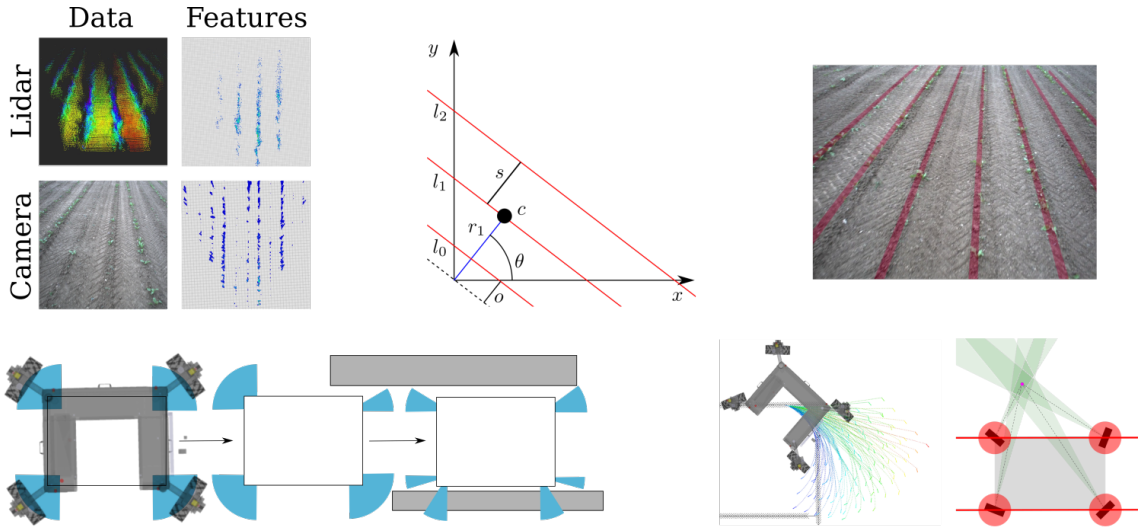 Data
Features
Lidar
Camera
y
l₂
l₁
l₀
s
c
r₁
θ
o
x